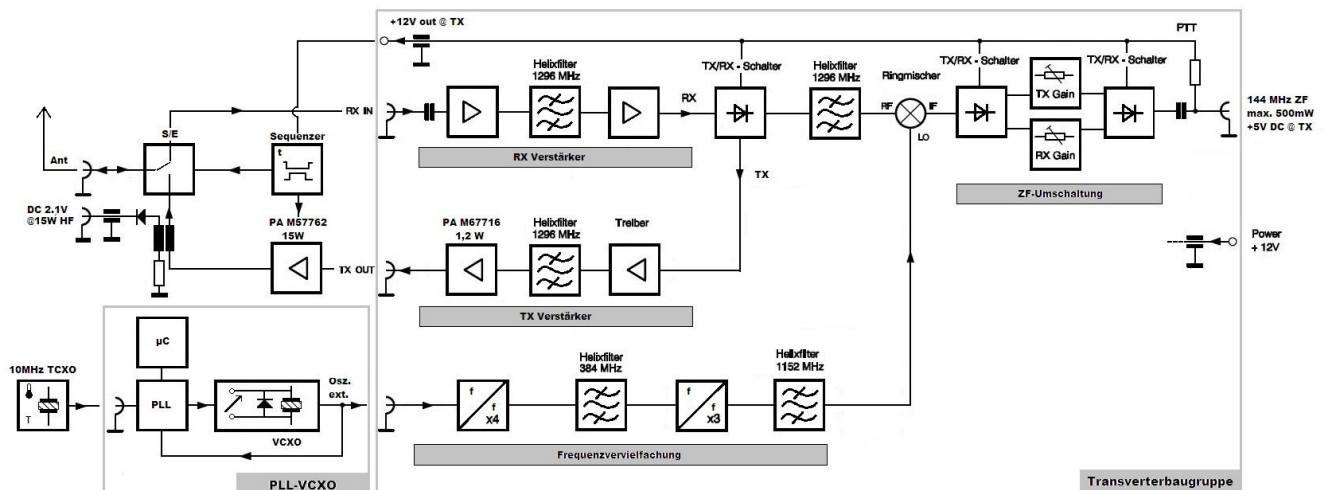 +12V out @ TX
PTT
TX/RX - Schalter
TX/RX - Schalter
TX/RX - Schalter
Helixfilter
1296 MHz
Helixfilter
1296 MHz
Ringmischer
RX IN
RX
RF
IF
LO
TX Gain
RX Gain
144 MHz ZF
max. 500mW
+5V DC @ TX
S/E
Sequenzer
t
Ant
RX Verstärker
TX
ZF-Umschaltung
DC 2.1V
@15W HF
PA M57762
15W
TX OUT
PA M67716
1,2 W
Helixfilter
1296 MHz
Treiber
Power
+ 12V
TX Verstärker
µC
10MHz TCXO
T
PLL
VCXO
Osz.
ext.
f
f
x4
Helixfilter
384 MHz
f
f
x3
Helixfilter
1152 MHz
Frequenzvervielfachung
PLL-VCXO
Transverterbaugruppe